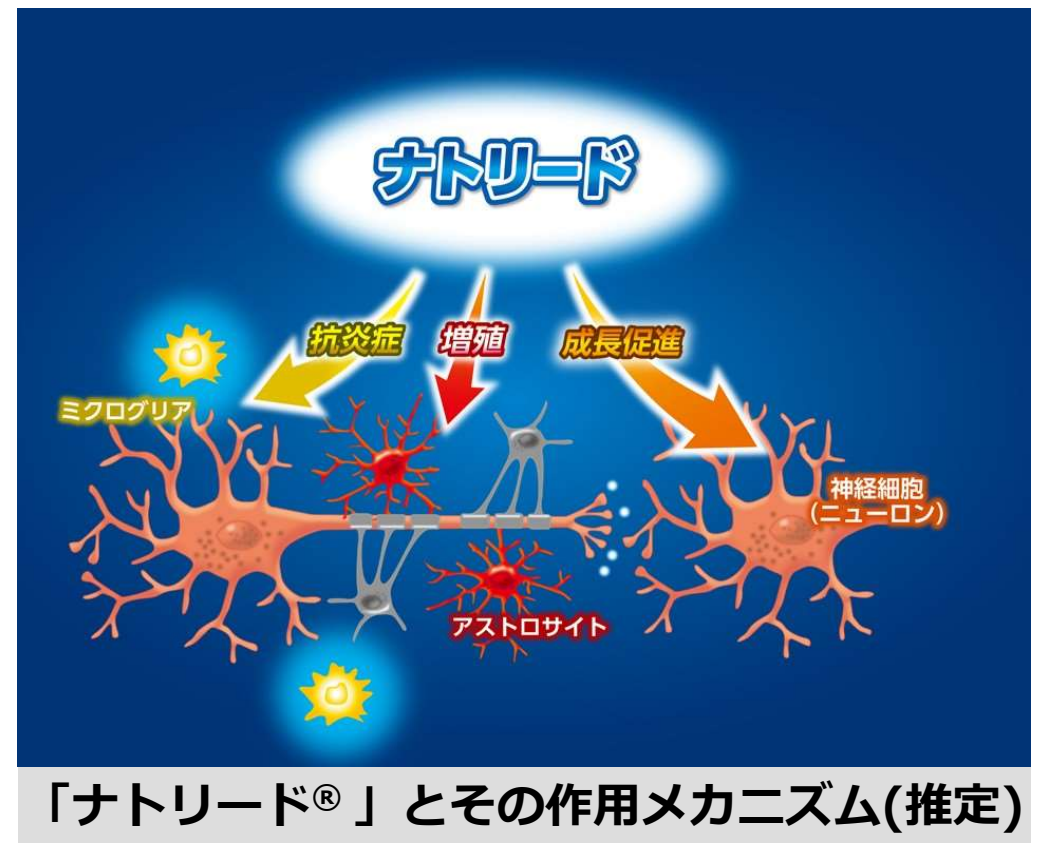 ナトリード
抗炎症
増殖
成長促進
ミクログリア
神経細胞
(ニューロン)
アストロサイト
「ナトリード®」とその作用メカニズム(推定)